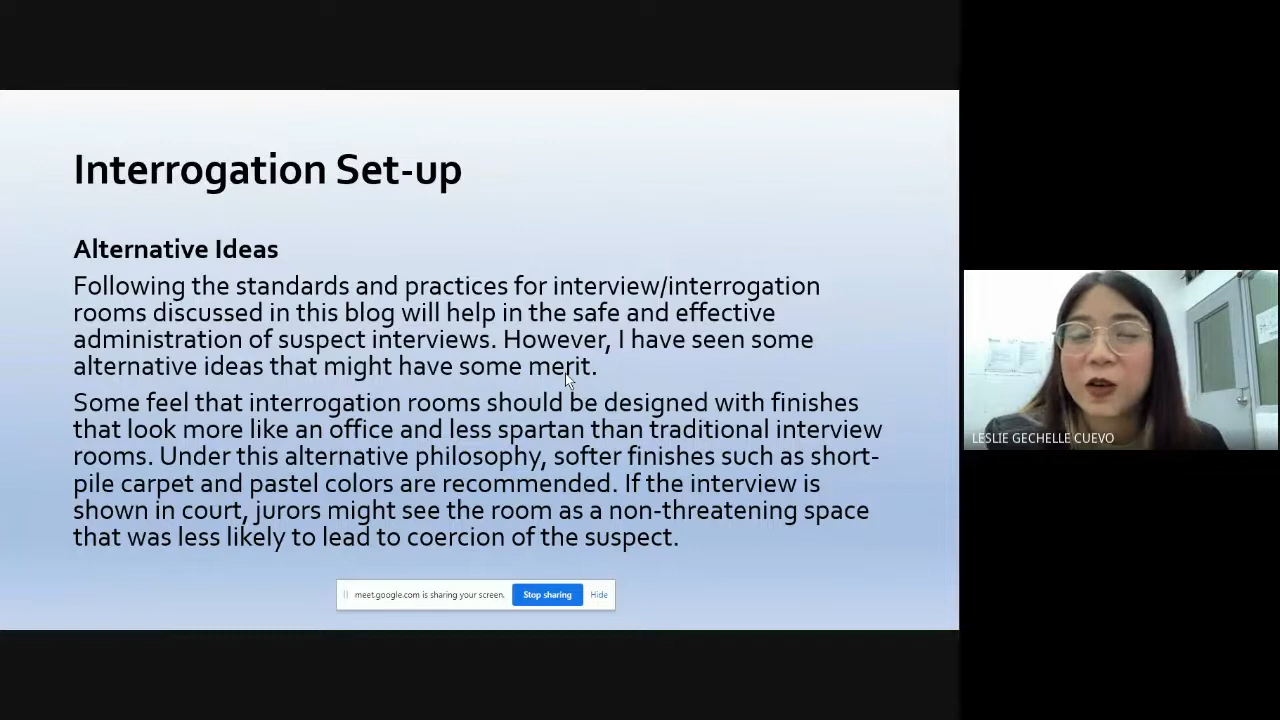 Interrogation Set-up
Alternative Ideas
Following the standards and practices for interview/interrogation
rooms discussed in this blog will help in the safe and effective
administration of suspect interviews. However, I have seen some
alternative ideas that might have some merit.
Some feel that interrogation rooms should be designed with finishes
that look more like an office and less spartan than traditional interview
rooms. Under this alternative philosophy, softer finishes such as short-
pile carpet and pastel colors are recommended. If the interview is
shown in court, jurors might see the room as a non-threatening space
that was less likely to lead to coercion of the suspect.
meet.google.com is sharing your screen. Stop sharing Hide
LESLIE GECHELLE CUEVO